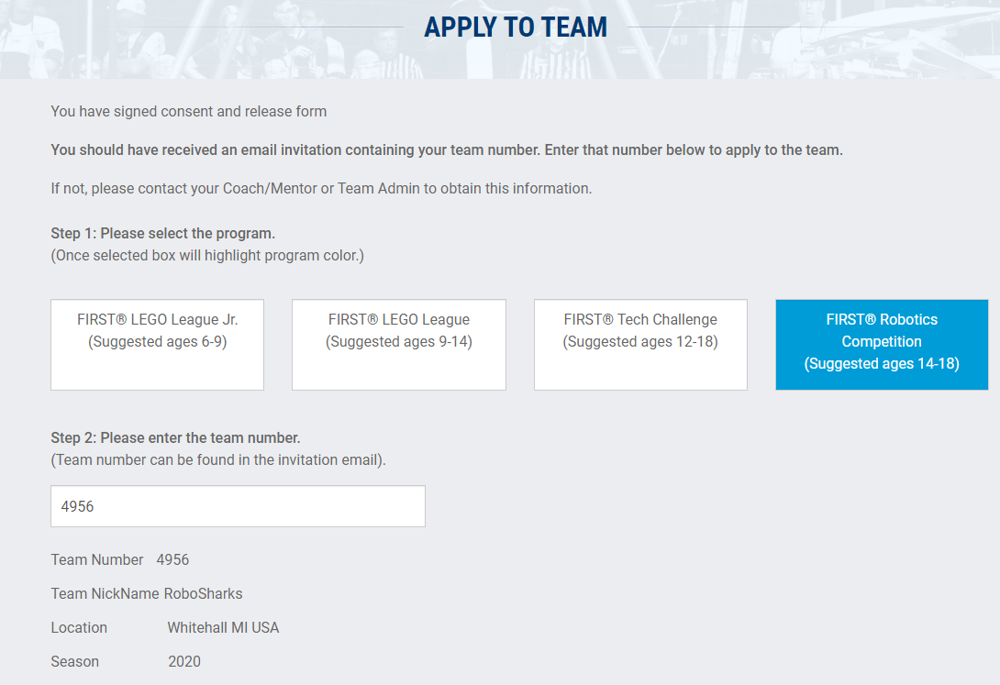 APPLY TO TEAM
You have signed consent and release form
You should have received an email invitation containing your team number. Enter that number below to apply to the team.
If not, please contact your Coach/Mentor or Team Admin to obtain this information.
Step 1: Please select the program.
(Once selected box will highlight program color.)
FIRST® LEGO League Jr.
(Suggested ages 6-9)
FIRST® LEGO League
(Suggested ages 9-14)
FIRST® Tech Challenge
(Suggested ages 12-18)
FIRST® Robotics
Competition
(Suggested ages 14-18)
Step 2: Please enter the team number.
(Team number can be found in the invitation email).
4956
Team Number 4956
Team NickName RoboSharks
Location Whitehall MI USA
Season 2020